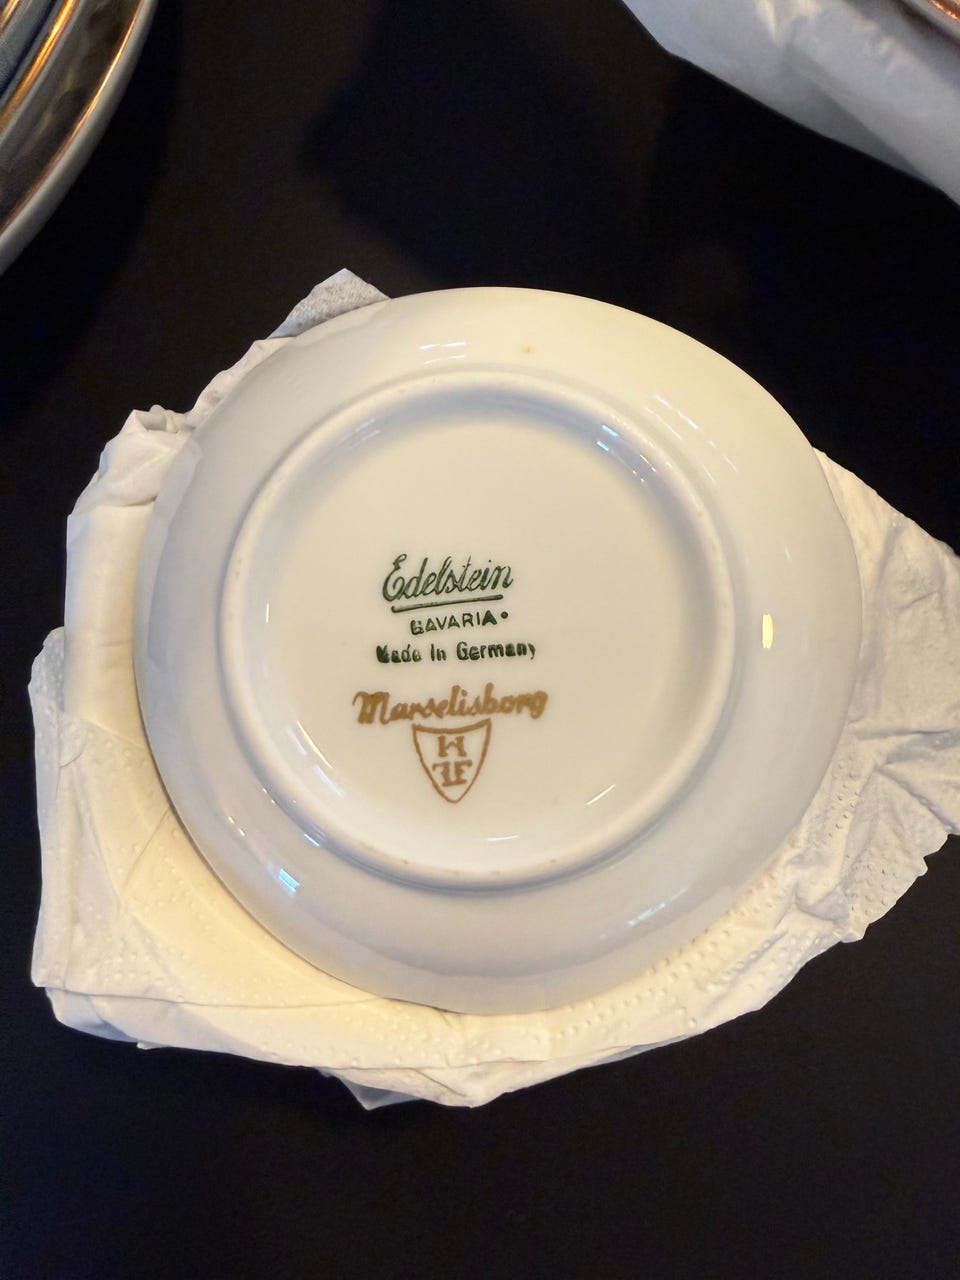 Edelstein
BAVARIA
Made In Germany
Marselisborg